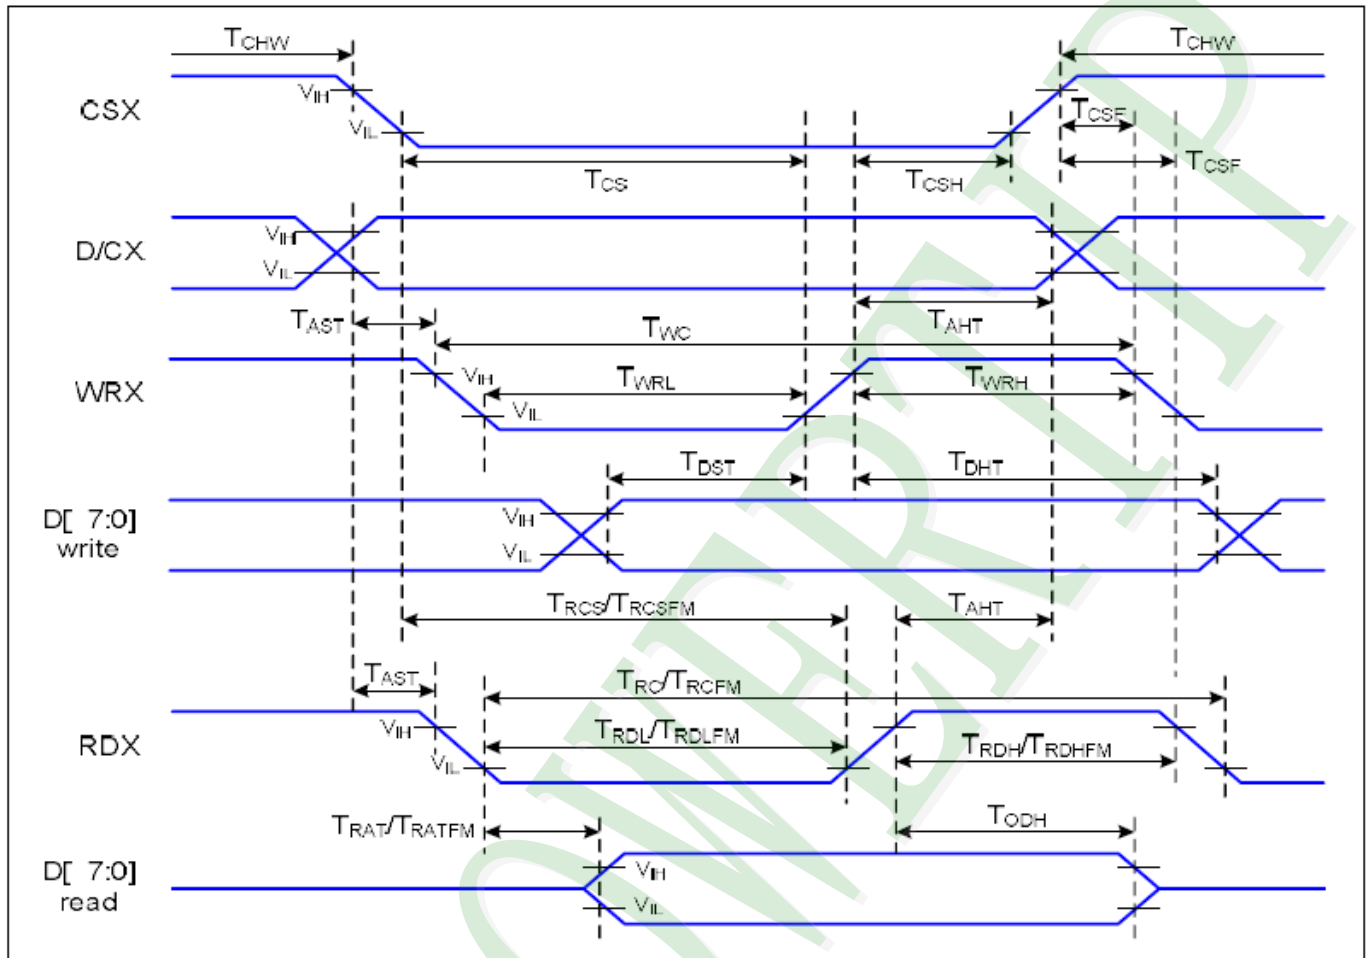 TCHW TCHW
CSX VIH VIL TCSF
TCS TCSH TCSF
D/CX VIH VIL
TAST TWC TAHT
WRX VIH VIL TWRL TWRH
TDST TDHT
D[ 7:0] write VIH VIL
TRCS/TRCSFM TAHT
TAST TRC/TRCFM
RDX VIH VIL TRDL/TRDLFM TRDH/TRDHFM
TRAT/TRATFM TODH
D[ 7:0] read VIH VIL